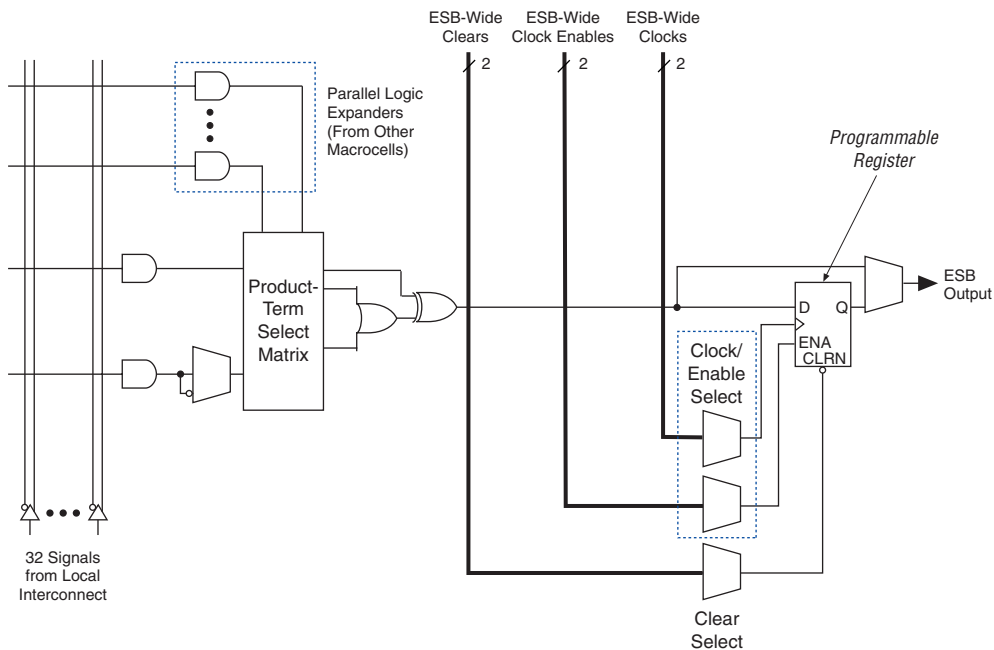 ESB-Wide
Clears
ESB-Wide
Clock Enables
ESB-Wide
Clocks
2
2
2
Parallel Logic
Expanders
(From Other
Macrocells)
Programmable
Register
Product-
Term
Select
Matrix
ESB
Output
D
Q
ENA
CLRN
Clock/
Enable
Select
32 Signals
from Local
Interconnect
Clear
Select